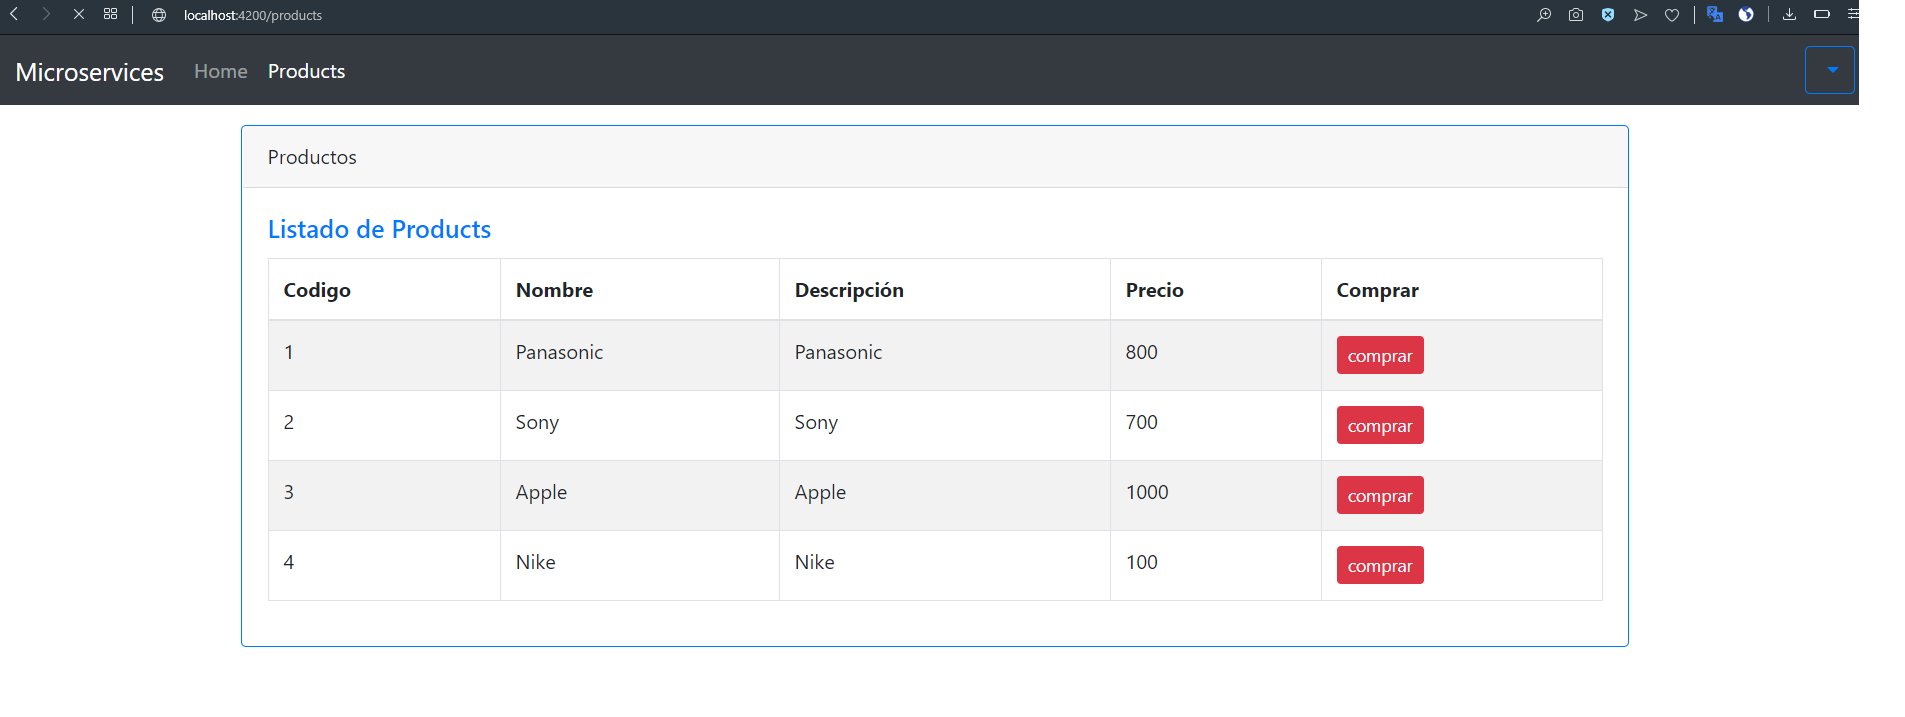 localhost:4200/products
Microservices Home Products
Productos
Listado de Products
Codigo Nombre Descripción Precio Comprar
1 Panasonic Panasonic 800 comprar
2 Sony Sony 700 comprar
3 Apple Apple 1000 comprar
4 Nike Nike 100 comprar